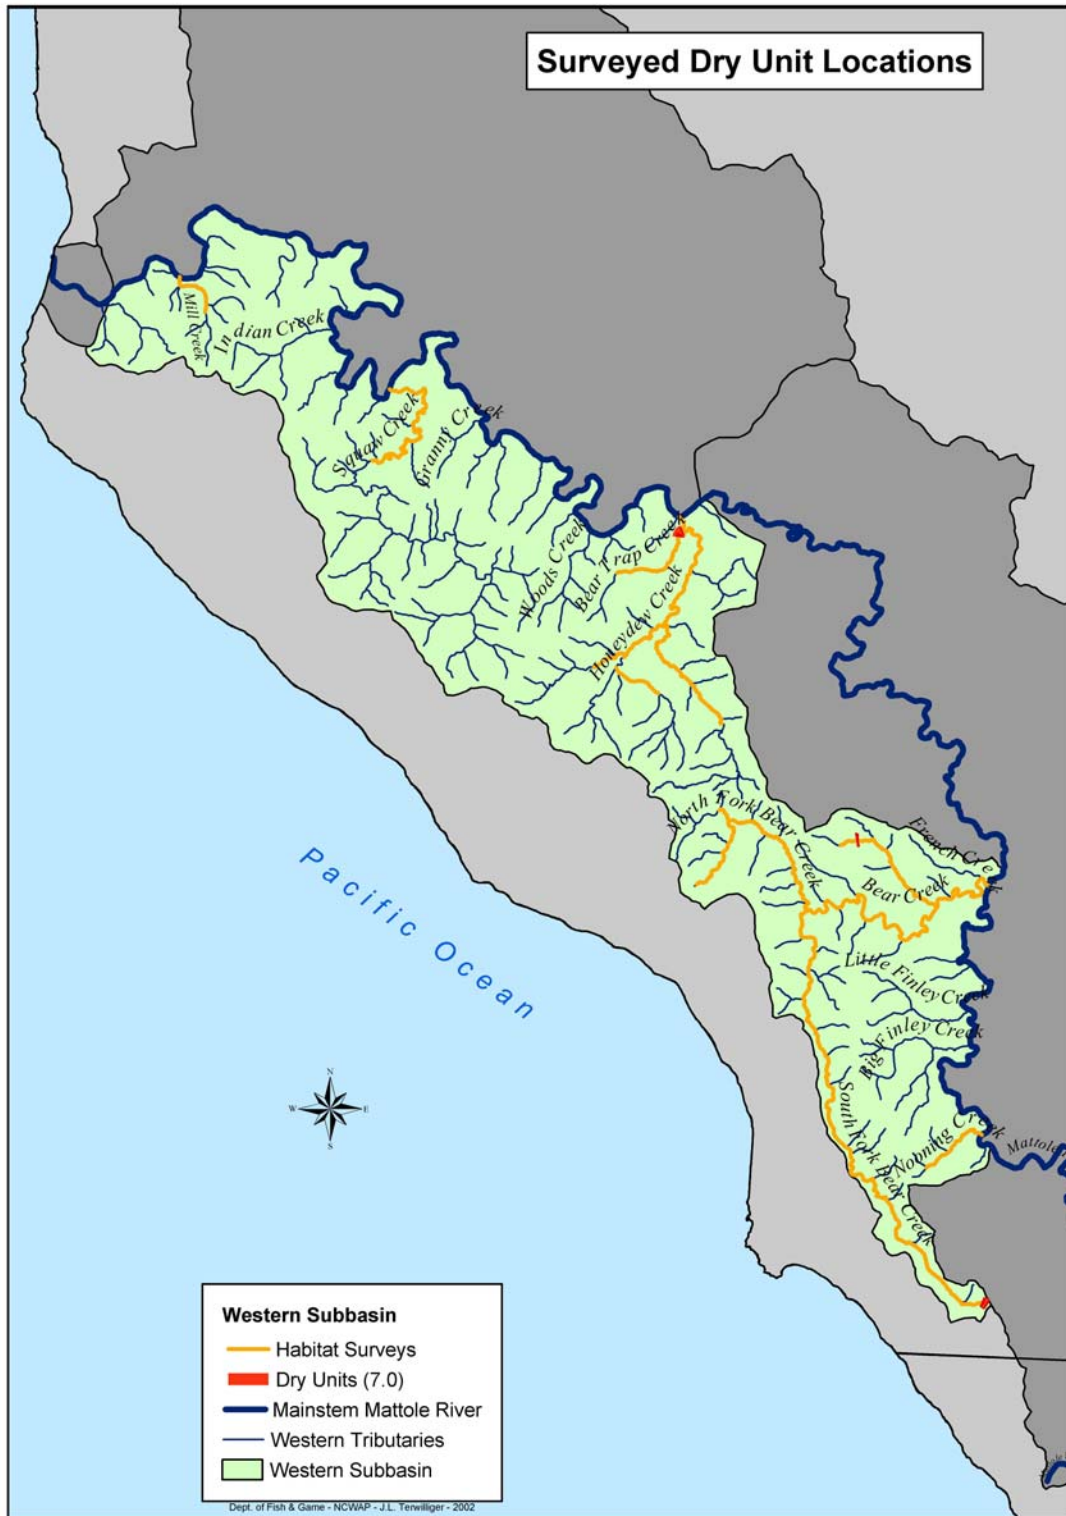 Surveyed Dry Unit Locations
Mill Creek
Indian Creek
Squaw Creek
Granny Creek
Woods Creek
Bear Trap Creek
Honeydew Creek
North Fork Bear Creek
French Creek
Bear Creek
Pacific Ocean
Little Finley Creek
Big Finley Creek
N
W
E
S
South Fork Bear Creek
Nooning Creek
Mattole
Western Subbasin
Habitat Surveys
Dry Units (7.0)
Mainstem Mattole River
Western Tributaries
Western Subbasin
Dept. of Fish & Game - NCWAP - J.L. Terwilliger - 2002